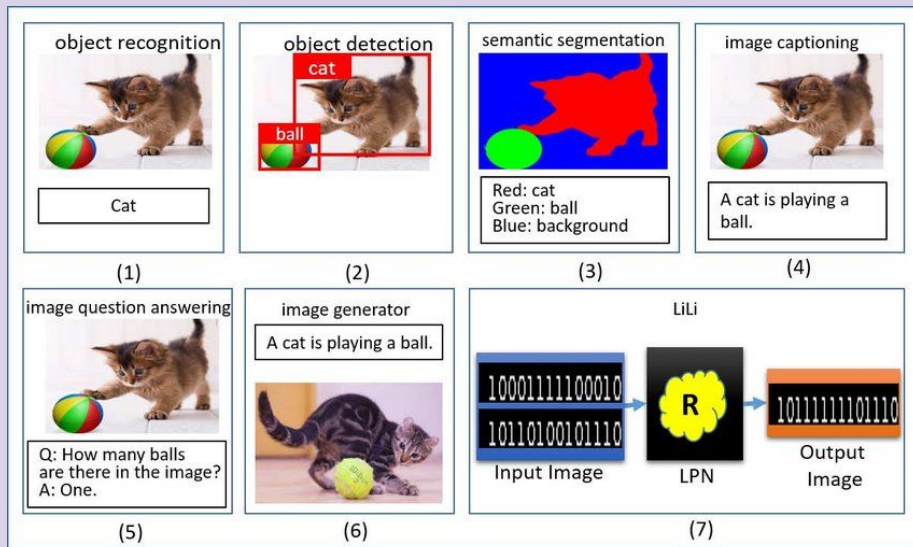 object recognition
Cat
(1)
object detection
cat
ball
(2)
semantic segmentation
Red: cat
Green: ball
Blue: background
(3)
image captioning
A cat is playing a
ball.
(4)
image question answering
Q: How many balls
are there in the image?
A: One.
(5)
image generator
A cat is playing a ball.
(6)
LiLi
10001111100010
10110100101110
Input Image
R
LPN
10111111101110
Output
Image
(7)